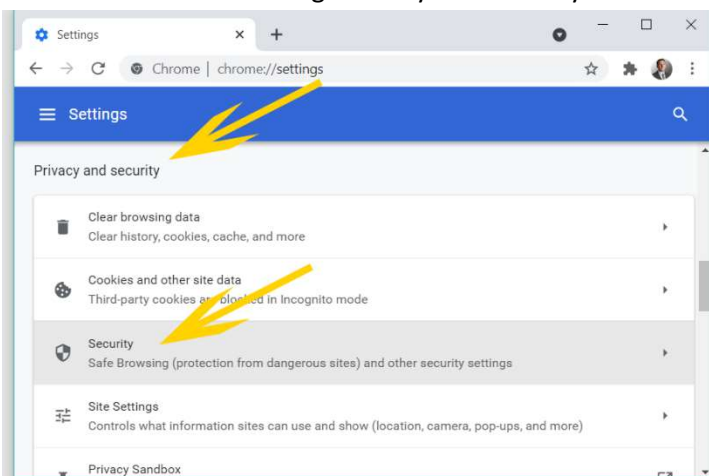 Settings
Chrome | chrome://settings
Settings
Privacy and security
Clear browsing data
Clear history, cookies, cache, and more
Cookies and other site data
Third-party cookies are blocked in Incognito mode
Security
Safe Browsing (protection from dangerous sites) and other security settings
Site Settings
Controls what information sites can use and show (location, camera, pop-ups, and more)
Privacy Sandbox